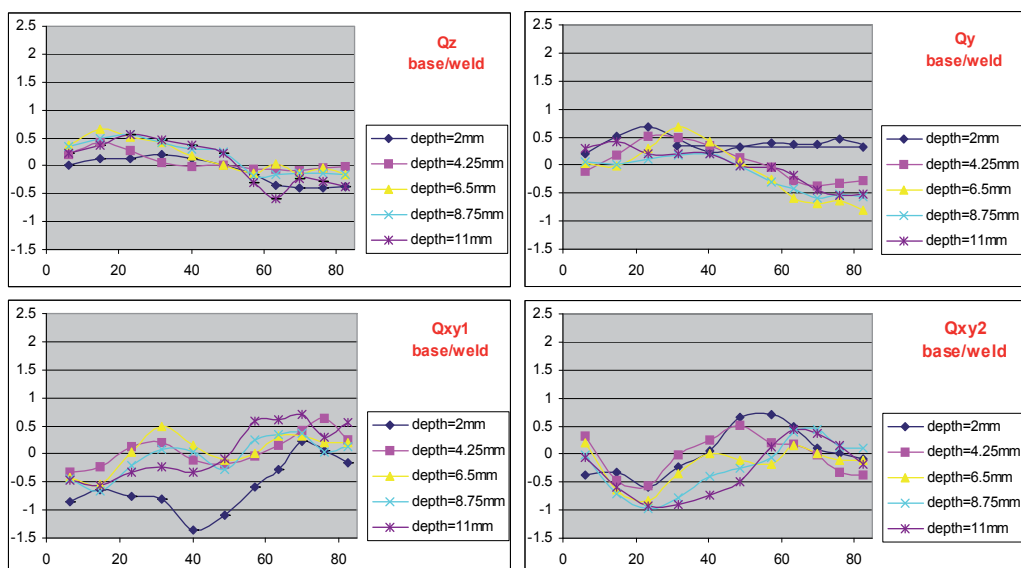 Qz
base/weld
2.5
2
1.5
1
0.5
0
-0.5
-1
-1.5
0 20 40 60 80
depth=2mm
depth=4.25mm
depth=6.5mm
depth=8.75mm
depth=11mm
Qy
base/weld
2.5
2
1.5
1
0.5
0
-0.5
-1
-1.5
0 20 40 60 80
depth=2mm
depth=4.25mm
depth=6.5mm
depth=8.75mm
depth=11mm
Qxy1
base/weld
2.5
2
1.5
1
0.5
0
-0.5
-1
-1.5
0 20 40 60 80
depth=2mm
depth=4.25mm
depth=6.5mm
depth=8.75mm
depth=11mm
Qxy2
base/weld
2.5
2
1.5
1
0.5
0
-0.5
-1
-1.5
0 20 40 60 80
depth=2mm
depth=4.25mm
depth=6.5mm
depth=8.75mm
depth=11mm